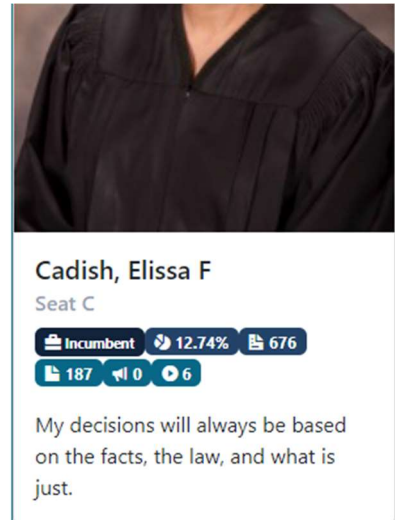 Cadish, Elissa F
Seat C
Incumbent 12.74% 676
187 0 6
My decisions will always be based
on the facts, the law, and what is
just.